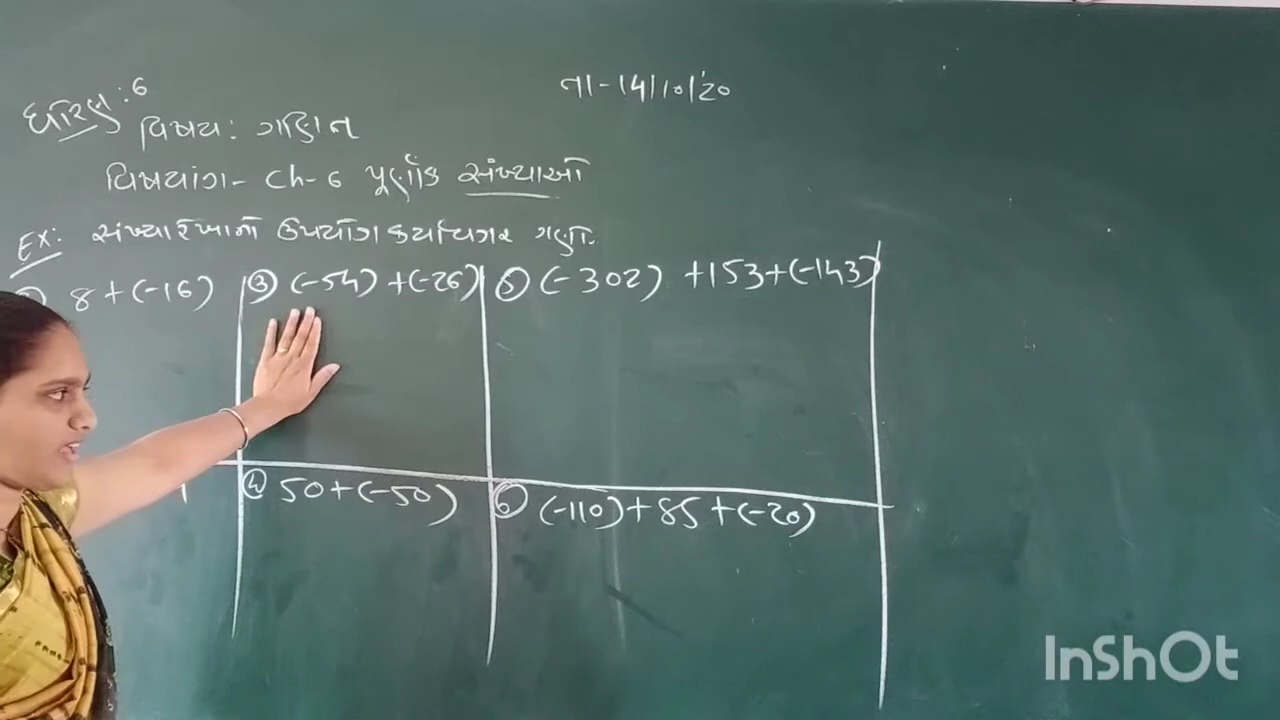 ધોરણ : 6
તા-14/10/20
વિષય : ગણિત
વિષયાંગ- Ch-6 પૂર્ણાંક સંખ્યાઓ
Ex: સંખ્યારેખાનો ઉપયોગ કર્યા વગર ગણો.
8 + (-16)
③ (-54) + (-26)
⑤ (-302) + 153 + (-143)
④ 50 + (-50)
⑥ (-110) + 85 + (-20)
InShOt